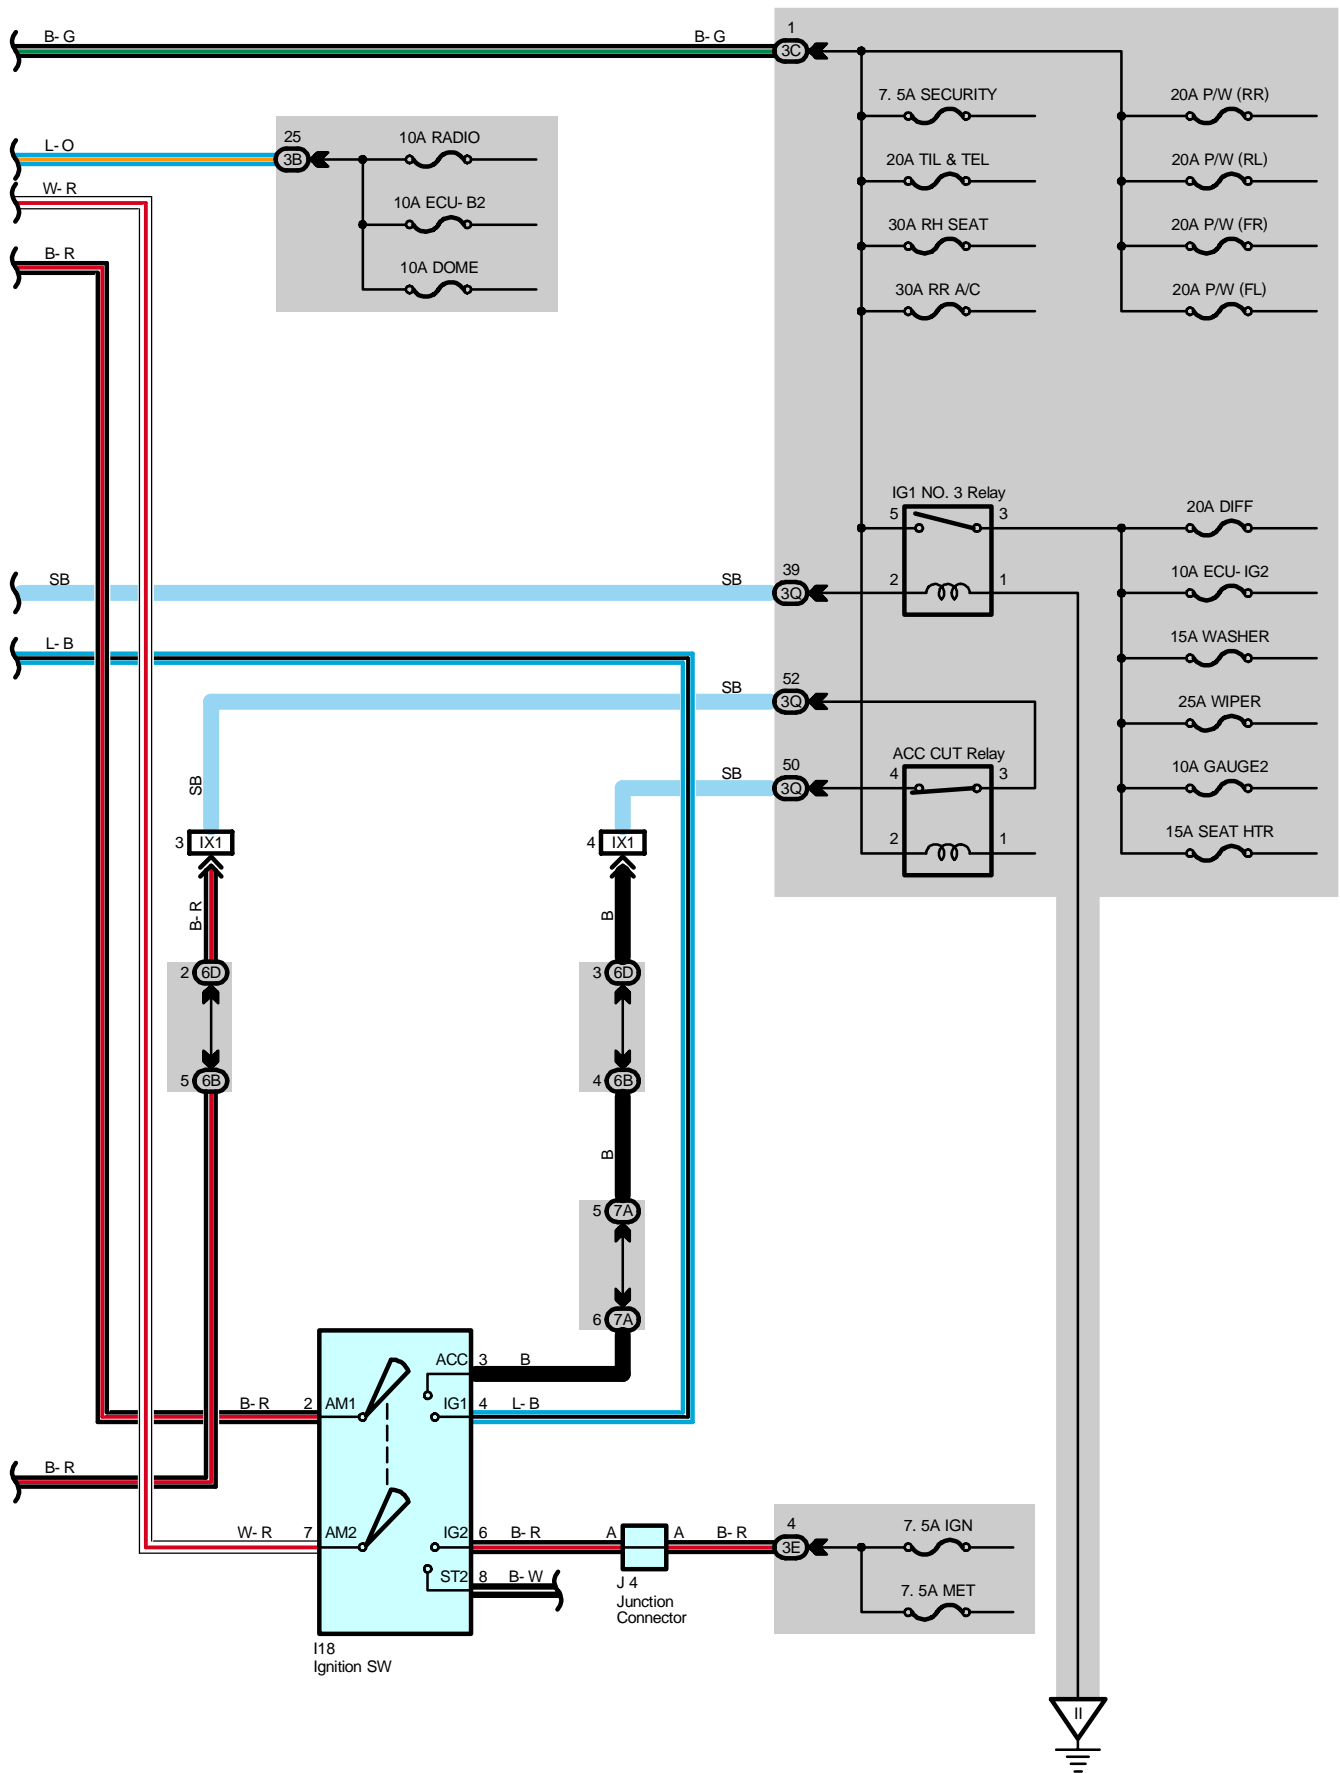 B-G
B-G
1
3C
7. 5A SECURITY
20A P/W (RR)
L-O
25
3B
10A RADIO
20A TIL & TEL
20A P/W (RL)
W-R
10A ECU-B2
30A RH SEAT
20A P/W (FR)
B-R
10A DOME
30A RR A/C
20A P/W (FL)
IG1 NO. 3 Relay
5
3
20A DIFF
SB
SB
39
3Q
2
1
10A ECU-IG2
L-B
15A WASHER
SB
52
3Q
25A WIPER
ACC CUT Relay
SB
SB
50
3Q
4
3
10A GAUGE2
3
IX1
4
IX1
2
1
15A SEAT HTR
B-R
B
2
6D
3
6D
5
6B
4
6B
B
5
7A
6
7A
ACC
3
B
B-R
2
AM1
IG1
4
L-B
B-R
W-R
7
AM2
IG2
6
B-R
A
A
B-R
4
3E
7. 5A IGN
ST2
8
B-W
J 4
Junction
Connector
7. 5A MET
I18
Ignition SW
II